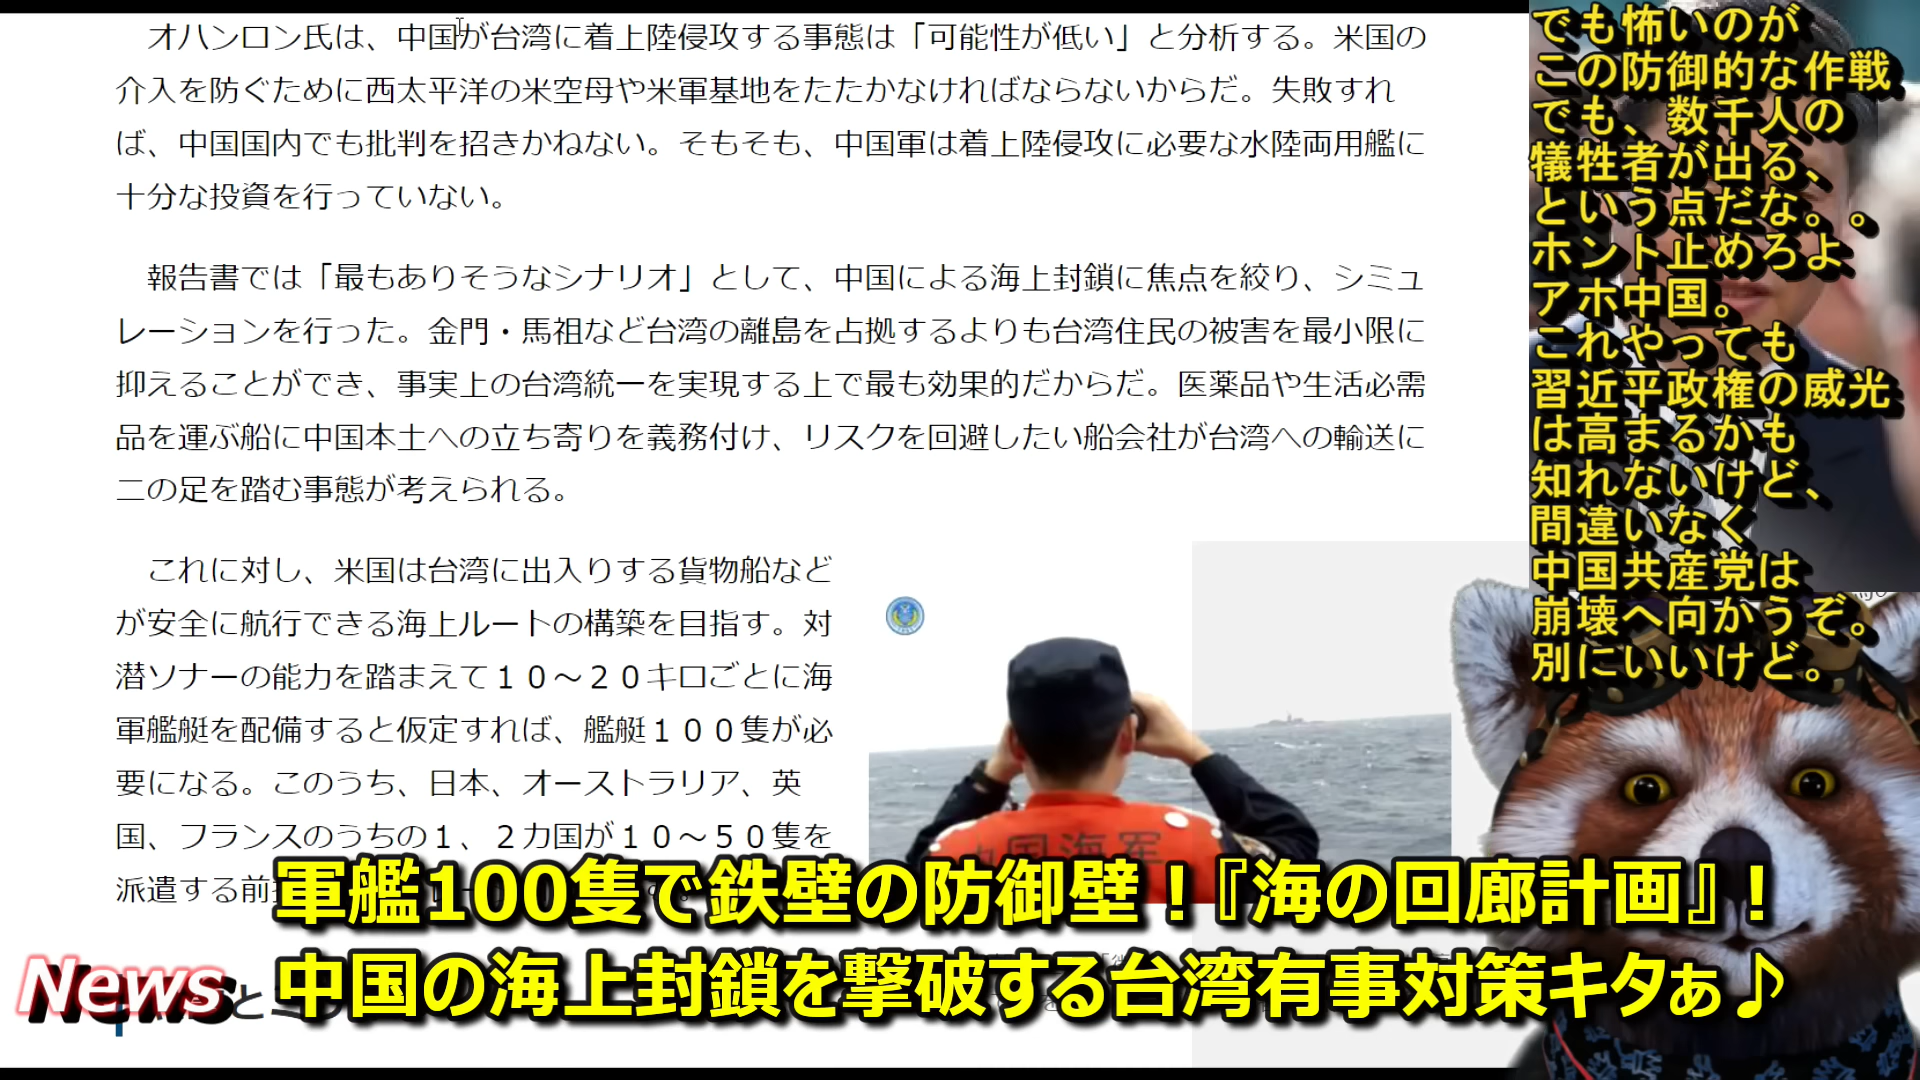 オハンロン氏は、中国が台湾に着上陸侵攻する事態は「可能性が低い」と分析する。米国の
介入を防ぐために西太平洋の米空母や米軍基地をたたかなければならないからだ。失敗すれ
ば、中国国内でも批判を招きかねない。そもそも、中国軍は着上陸侵攻に必要な水陸両用艦に
十分な投資を行っていない。
報告書では「最もありそうなシナリオ」として、中国による海上封鎖に焦点を絞り、シミュ
レーションを行った。金門・馬祖など台湾の離島を占拠するよりも台湾住民の被害を最小限に
抑えることができ、事実上の台湾統一を実現する上で最も効果的だからだ。医薬品や生活必需
品を運ぶ船に中国本土への立ち寄りを義務付け、リスクを回避したい船会社が台湾への輸送に
二の足を踏む事態が考えられる。
これに対し、米国は台湾に出入りする貨物船など
が安全に航行できる海上ルートの構築を目指す。対
潜ソナーの能力を踏まえて１０～２０キロごとに海
軍艦艇を配備すると仮定すれば、艦艇１００隻が必
要になる。このうち、日本、オーストラリア、英
国、フランスのうちの１、２カ国が１０～５０隻を
派遣する前
中国海军
でも怖いのが
この防御的な作戦
でも、数千人の
犠牲者が出る、
という点だな。。
ホント止めろよ
アホ中国。
これやっても
習近平政権の威光
は高まるかも
知れないけど、
間違いなく
中国共産党は
崩壊へ向かうぞ。
別にいいけど。
軍艦100隻で鉄壁の防御壁！『海の回廊計画』！
News
中国の海上封鎖を撃破する台湾有事対策キタぁ♪